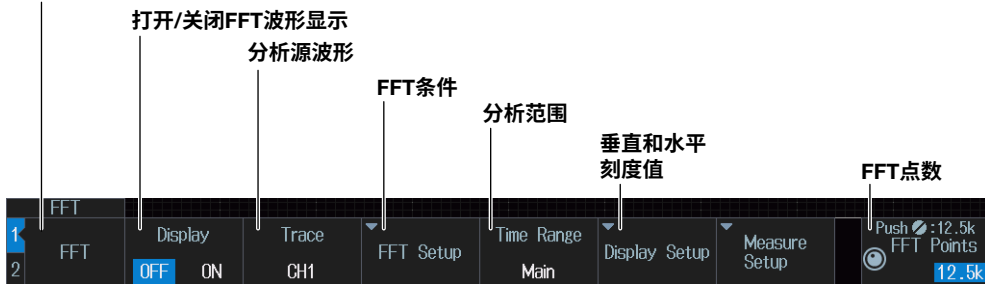 打开/关闭FFT波形显示
分析源波形
FFT条件
分析范围
垂直和水平
刻度值
FFT点数
FFT
1
2
FFT
Display
OFF ON
Trace
CH1
FFT Setup
Time Range
Main
Display Setup
Measure
Setup
Push :12.5k
FFT Points
12.5k